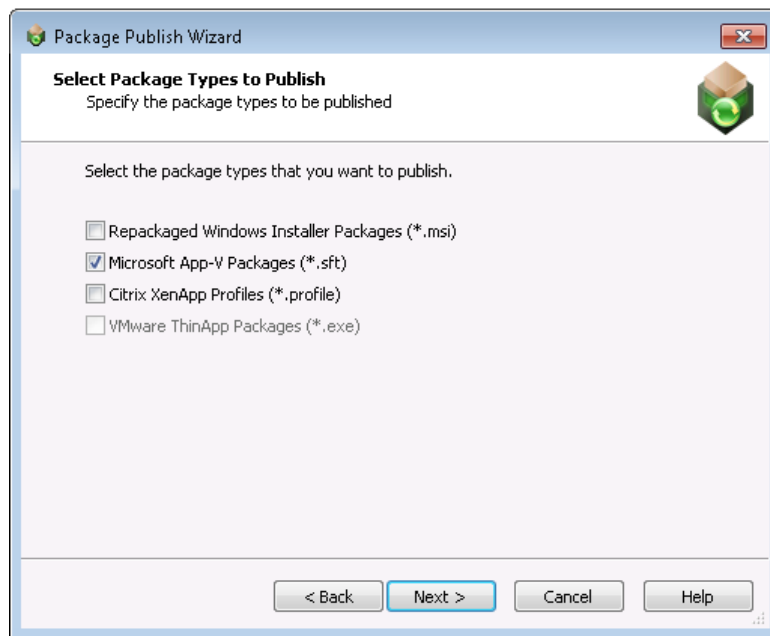 Package Publish Wizard
Select Package Types to Publish
Specify the package types to be published
Select the package types that you want to publish.
Repackaged Windows Installer Packages (*.msi)
Microsoft App-V Packages (*.sft)
Citrix XenApp Profiles (*.profile)
VMware ThinApp Packages (*.exe)
< Back Next > Cancel Help